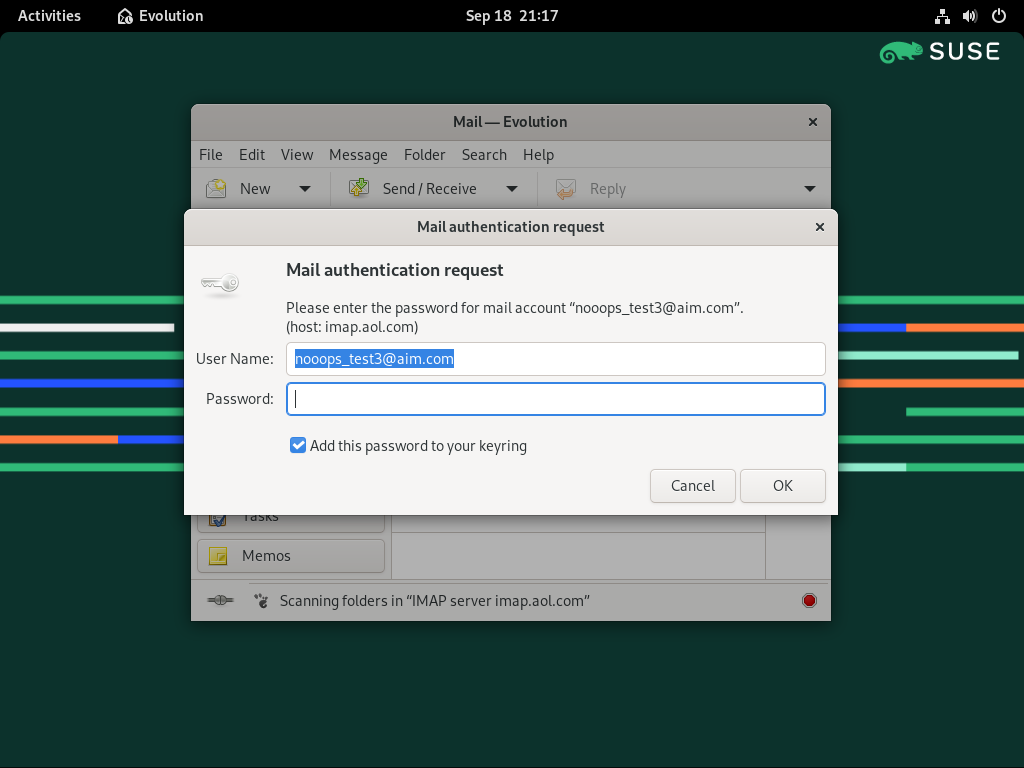 Activities
Evolution
Sep 18 21:17
SUSE
Mail — Evolution
File Edit View Message Folder Search Help
New Send / Receive Reply
Mail authentication request
Mail authentication request
Please enter the password for mail account “nooops_test3@aim.com”.
(host: imap.aol.com)
User Name: nooops_test3@aim.com
Password:
Add this password to your keyring
Cancel OK
Tasks
Memos
Scanning folders in “IMAP server imap.aol.com”